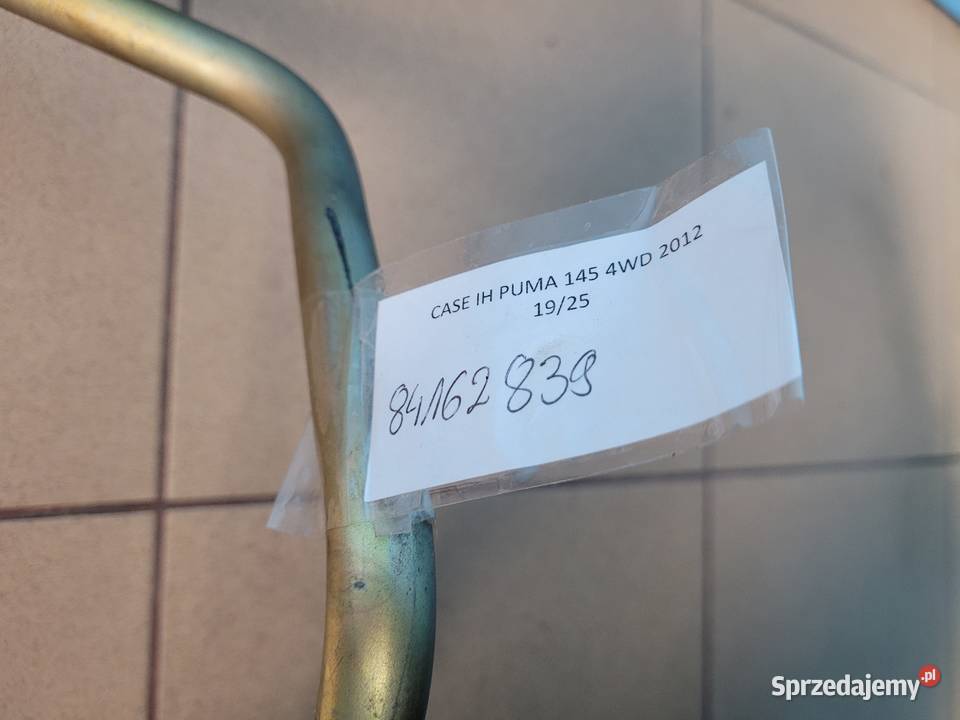 CASE IH PUMA 145 4WD 2012
19/25
84162839
Sprzedajemy.pl